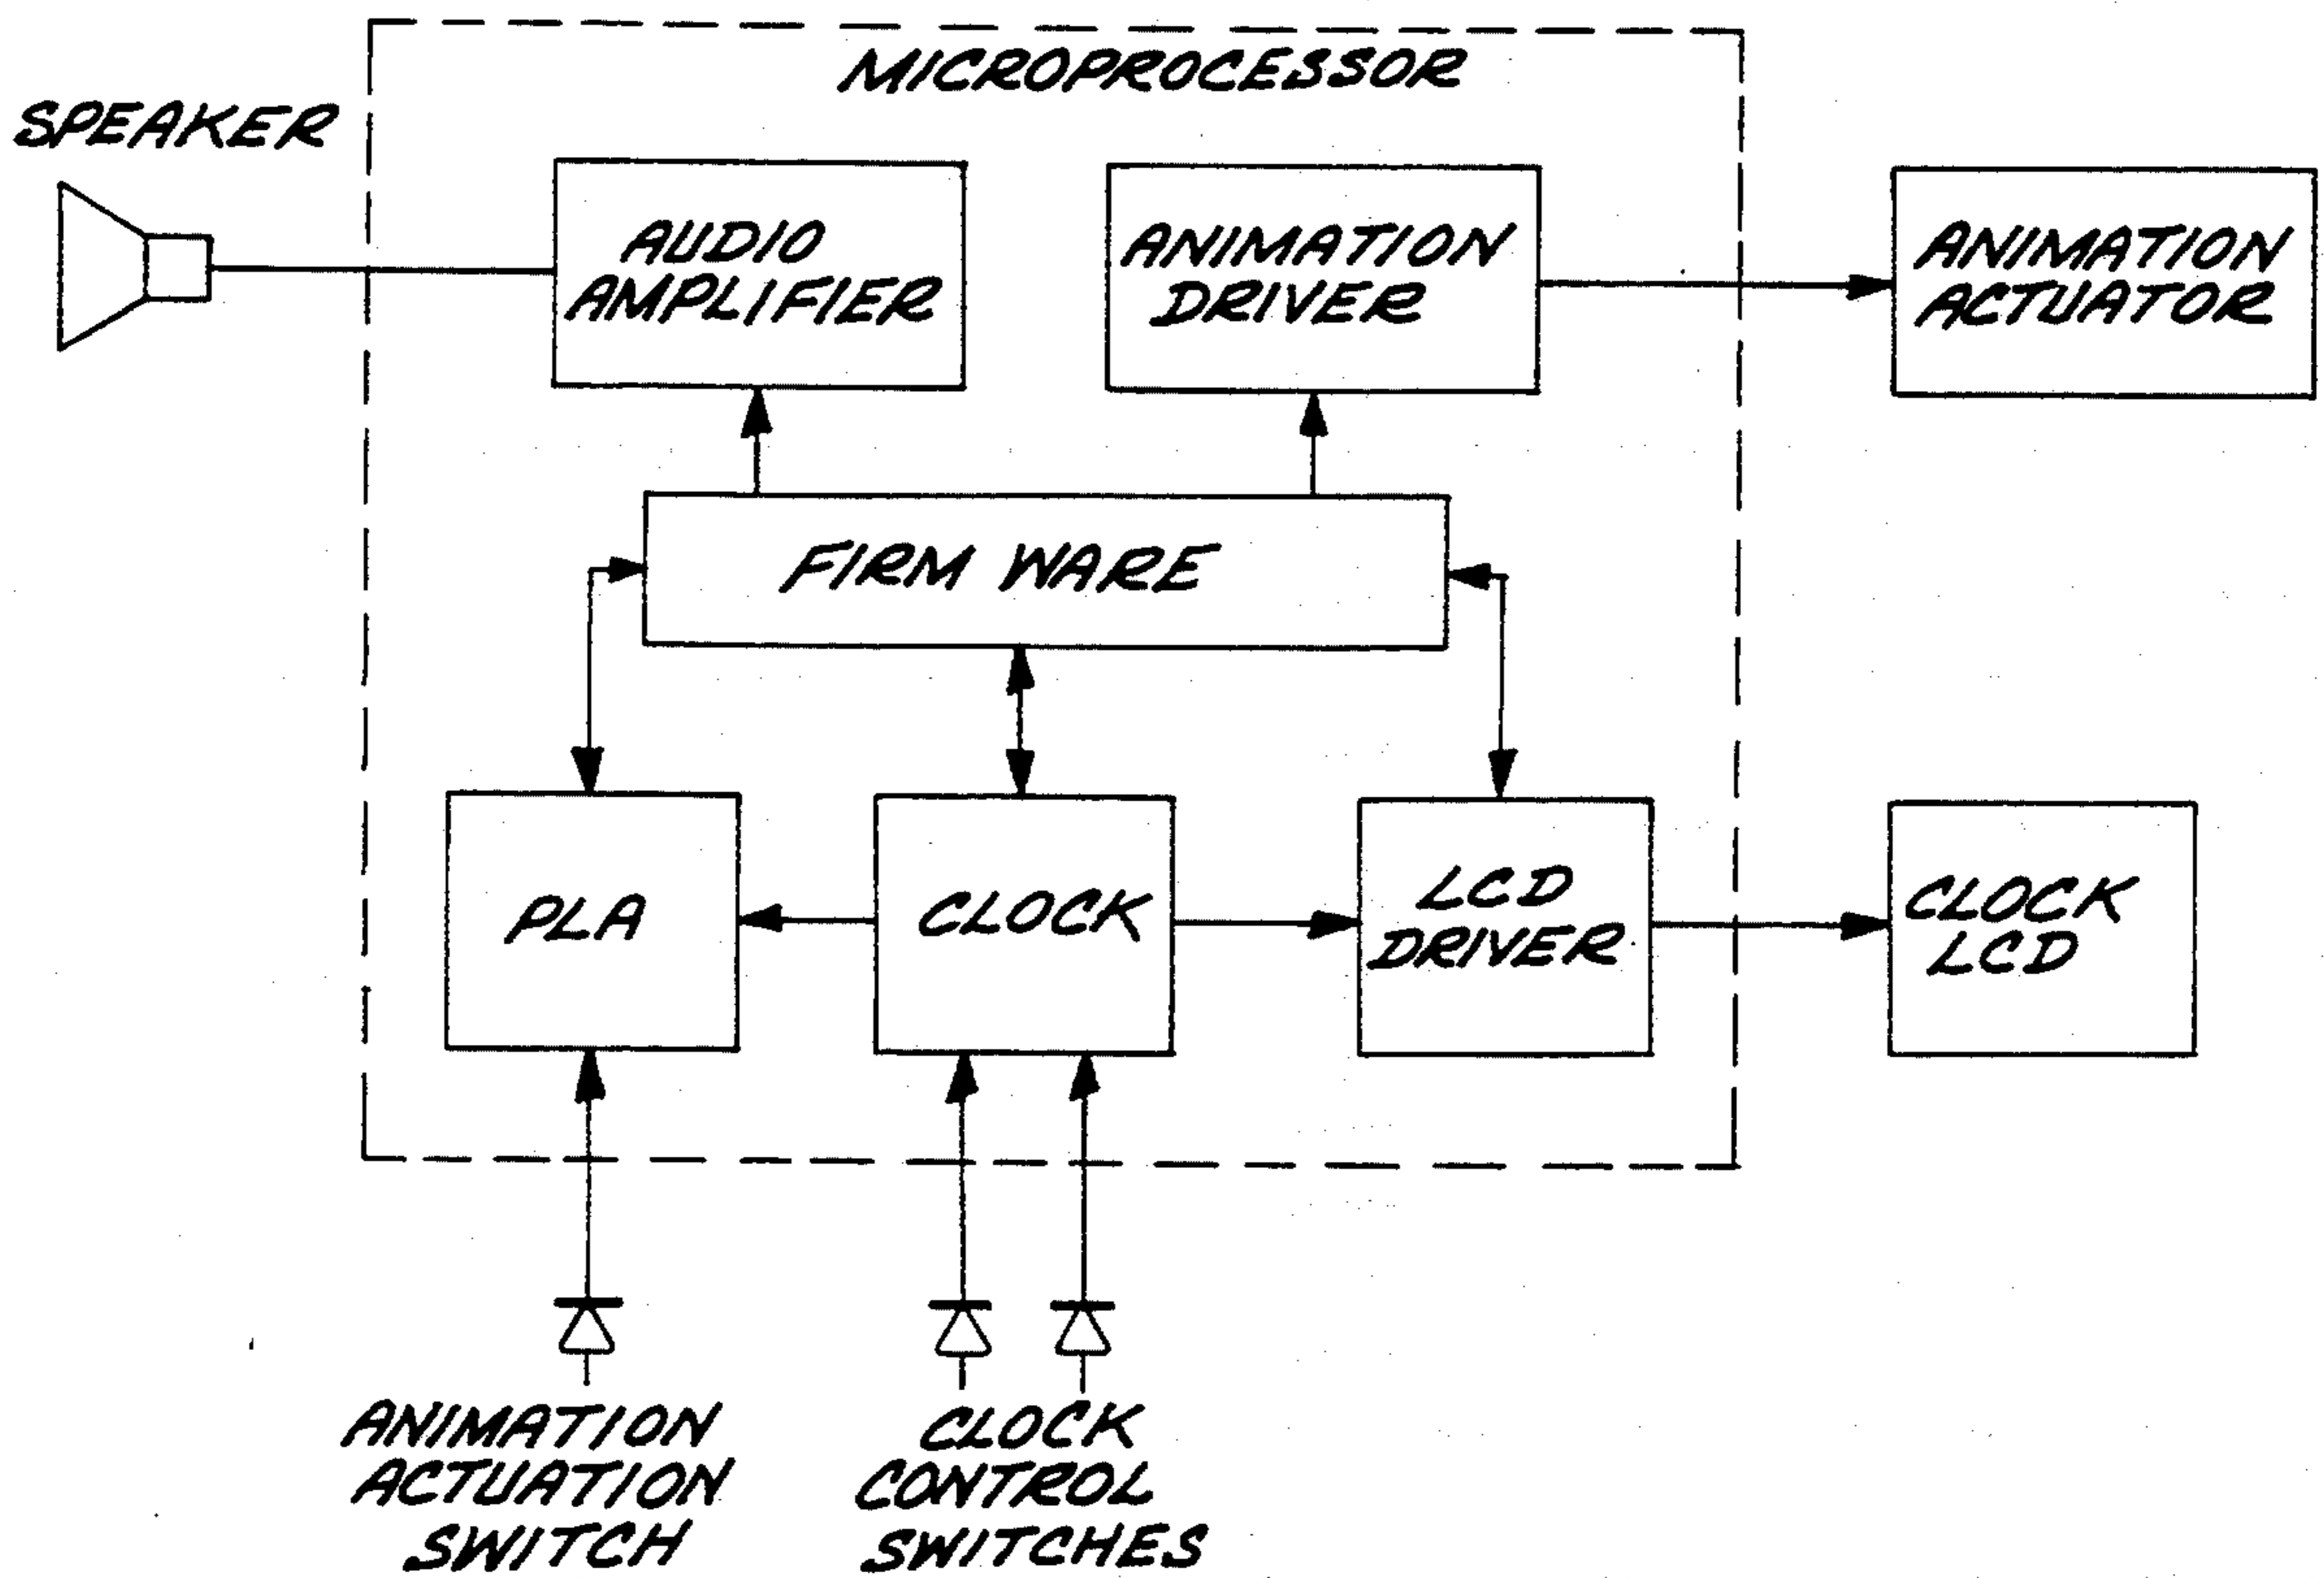 MICROPROCESSOR
SPEAKER
AUDIO
AMPLIFIER
ANIMATION
DRIVER
ANIMATION
ACTUATOR
FIRM WARE
PLA
CLOCK
LCD
DRIVER
CLOCK
LCD
ANIMATION
ACTUATION
SWITCH
CLOCK
CONTROL
SWITCHES